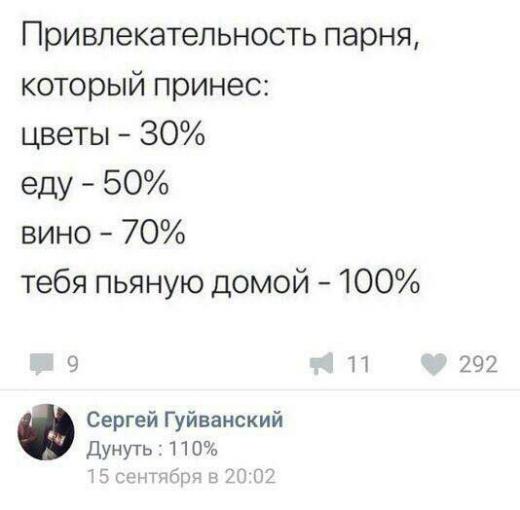 Привлекательность парня,
который принес:
цветы – 30%
еду – 50%
вино – 70%
тебя пьяную домой – 100%
9 11 292
Сергей Гуйванский
Дунуть : 110%
15 сентября в 20:02